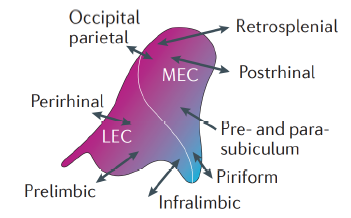 Occipital
parietal
Retrosplenial
MEC
Postrhinal
Perirhinal
LEC
Pre- and para-
subiculum
Piriform
Prelimbic
Infralimbic